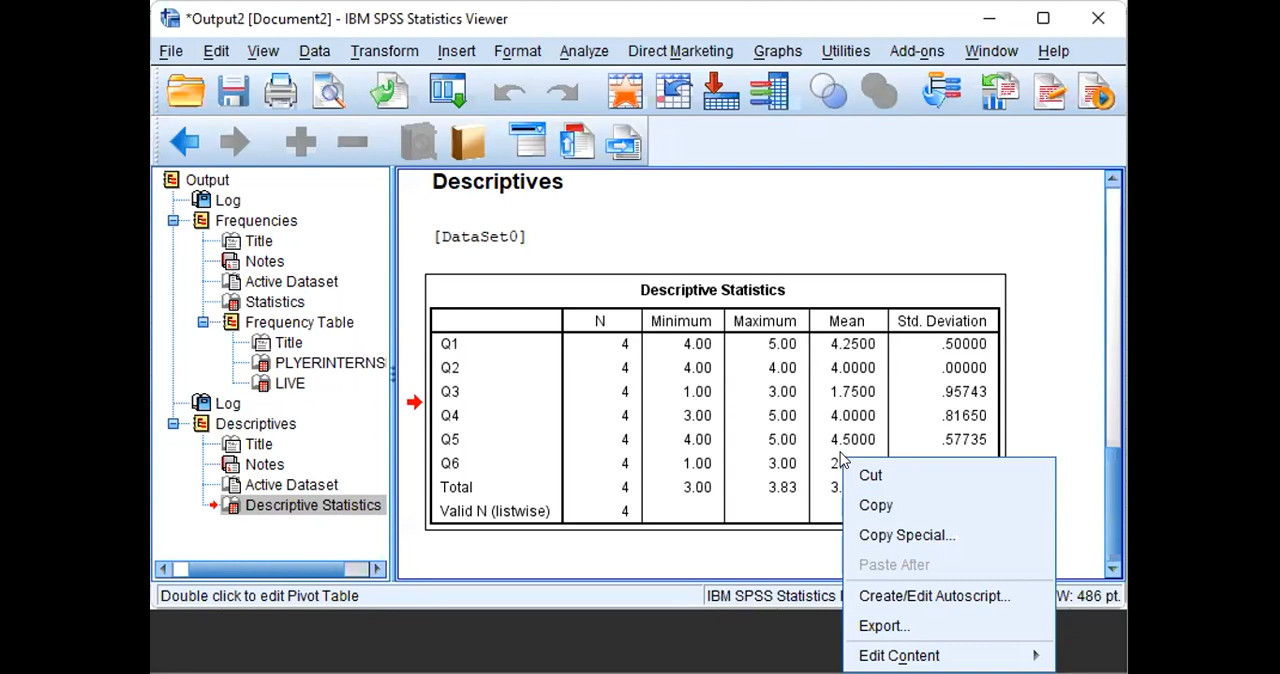 *Output2 [Document2] - IBM SPSS Statistics Viewer
File Edit View Data Transform Insert Format Analyze Direct Marketing Graphs Utilities Add-ons Window Help
Output
Log
Frequencies
Title
Notes
Active Dataset
Statistics
Frequency Table
Title
PLYERINTERNS
LIVE
Log
Descriptives
Title
Notes
Active Dataset
Descriptive Statistics
Descriptives
[DataSet0]
Descriptive Statistics
N Minimum Maximum Mean Std. Deviation
Q1 4 4.00 5.00 4.2500 .50000
Q2 4 4.00 4.00 4.0000 .00000
Q3 4 1.00 3.00 1.7500 .95743
Q4 4 3.00 5.00 4.0000 .81650
Q5 4 4.00 5.00 4.5000 .57735
Q6 4 1.00 3.00 2
Total 4 3.00 3.83 3.
Valid N (listwise) 4
Cut
Copy
Copy Special...
Paste After
Create/Edit Autoscript...
Export...
Edit Content
Double click to edit Pivot Table IBM SPSS Statistics W: 486 pt.